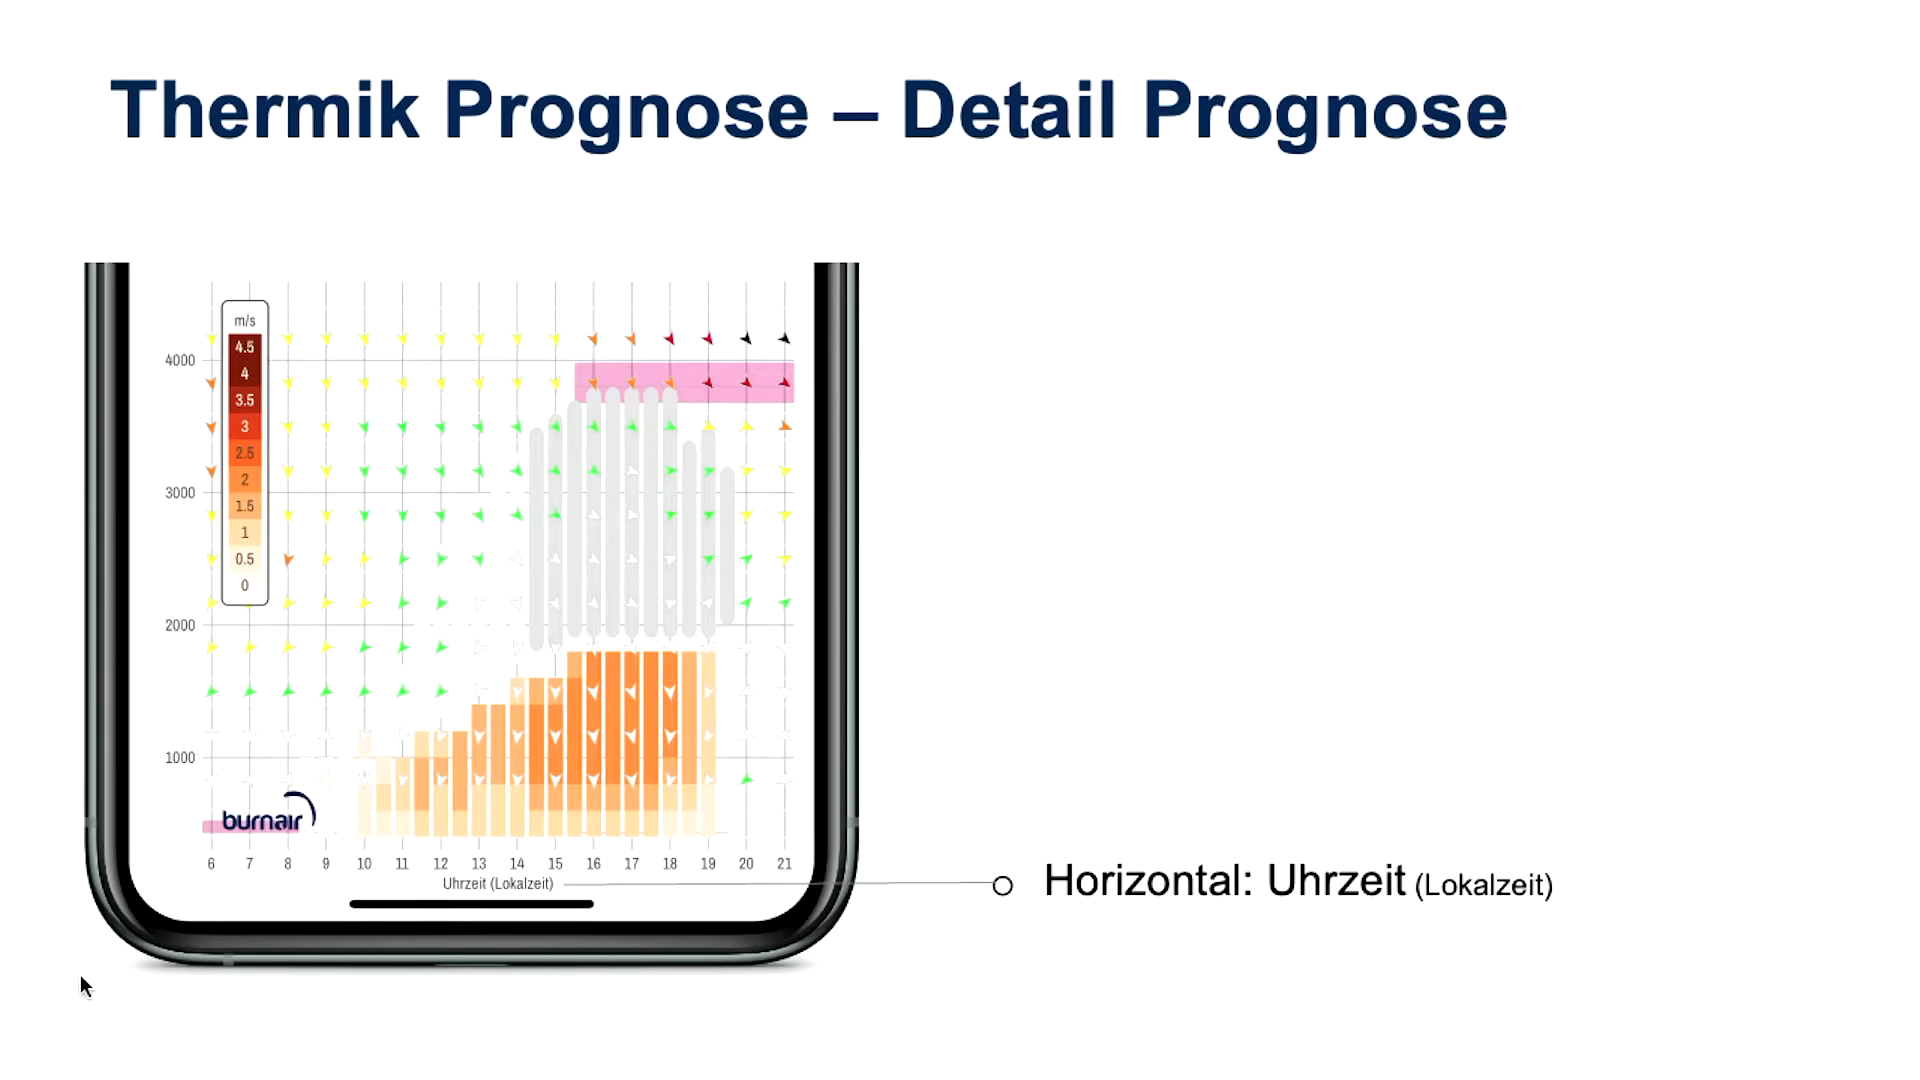 Thermik Prognose – Detail Prognose
m/s
4.5
4
3.5
3
2.5
2
1.5
1
0.5
0
4000
3000
2000
1000
burnair
6 7 8 9 10 11 12 13 14 15 16 17 18 19 20 21
Uhrzeit (Lokalzeit)
Horizontal: Uhrzeit (Lokalzeit)